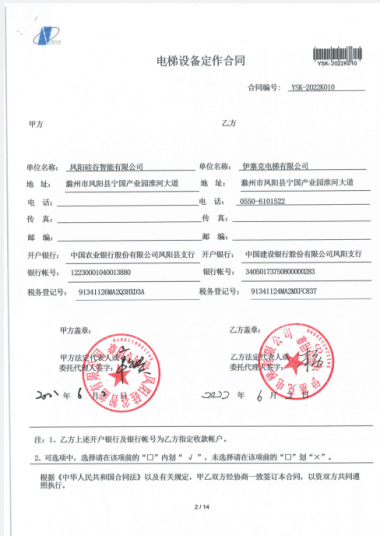 电梯设备定作合同
YSK-2022K010
合同编号: YSK-2022K010
甲方 乙方
单位名称: 凤阳硅谷智能有限公司 单位名称: 伊塞克电梯有限公司
地 址: 滁州市凤阳县宁国产业园淮河大道 地 址: 滁州市凤阳县宁国产业园淮河大道
电 话: 电 话: 0550-6101522
传 真: 传 真:
邮 编: 邮 编:
开户银行: 中国农业银行股份有限公司凤阳县支行 开户银行: 中国建设银行股份有限公司凤阳支行
银行帐号: 12230001040013880 银行帐号: 34050173750800000283
税务登记号: 91341126MA2Q3HXD3A 税务登记号: 91341124MA2MXFC83T
甲方盖章: 乙方盖章:
甲方法定代表人或 乙方法定代表人或
委托代理人签字: 委托代理人签字:
6月2日 2022年6月2日
注: 1、乙方上述开户银行及银行帐号为乙方指定收款帐户。
2、可选项中, 选择请在该项前的“□”内划“ √ ”, 未选择请在该项前的“□”划“×”。
根据《中华人民共和国合同法》以及有关规定, 甲乙双方经协商一致签订本合同, 以资双方共同遵
照执行。
2 / 14